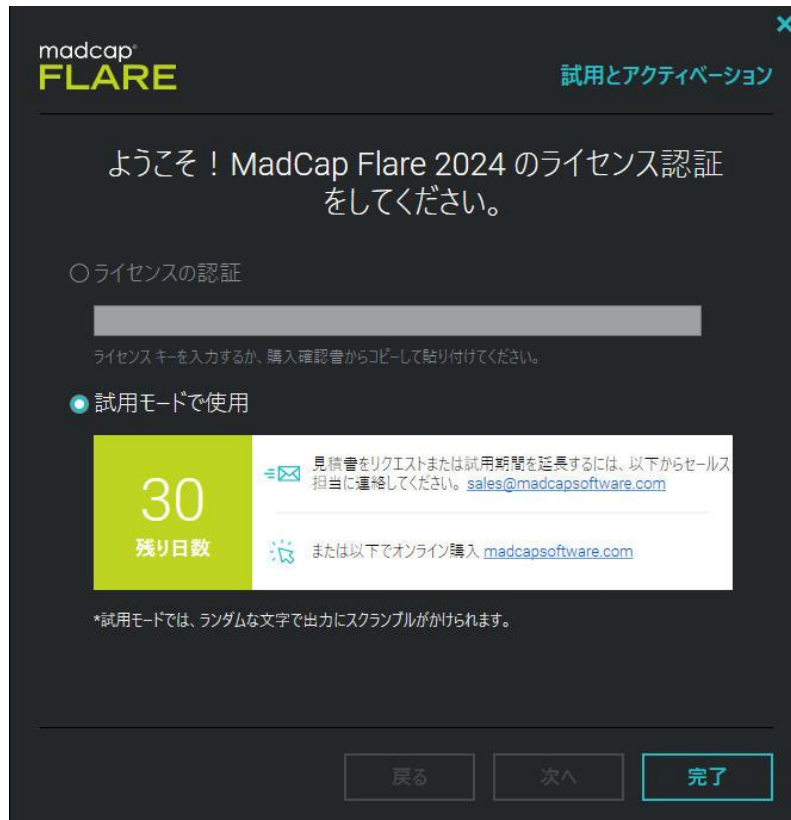 madcap
FLARE
試用とアクティベーション
ようこそ！MadCap Flare 2024 のライセンス認証
をしてください。
ライセンスの認証
ライセンス キーを入力するか、購入確認書からコピーして貼り付けてください。
試用モードで使用
30
残り日数
見積書をリクエストまたは試用期間を延長するには、以下からセールス
担当に連絡してください。 sales@madcapsoftware.com
または以下でオンライン購入 madcapsoftware.com
*試用モードでは、ランダムな文字で出力にスクランブルがかけられます。
戻る
次へ
完了